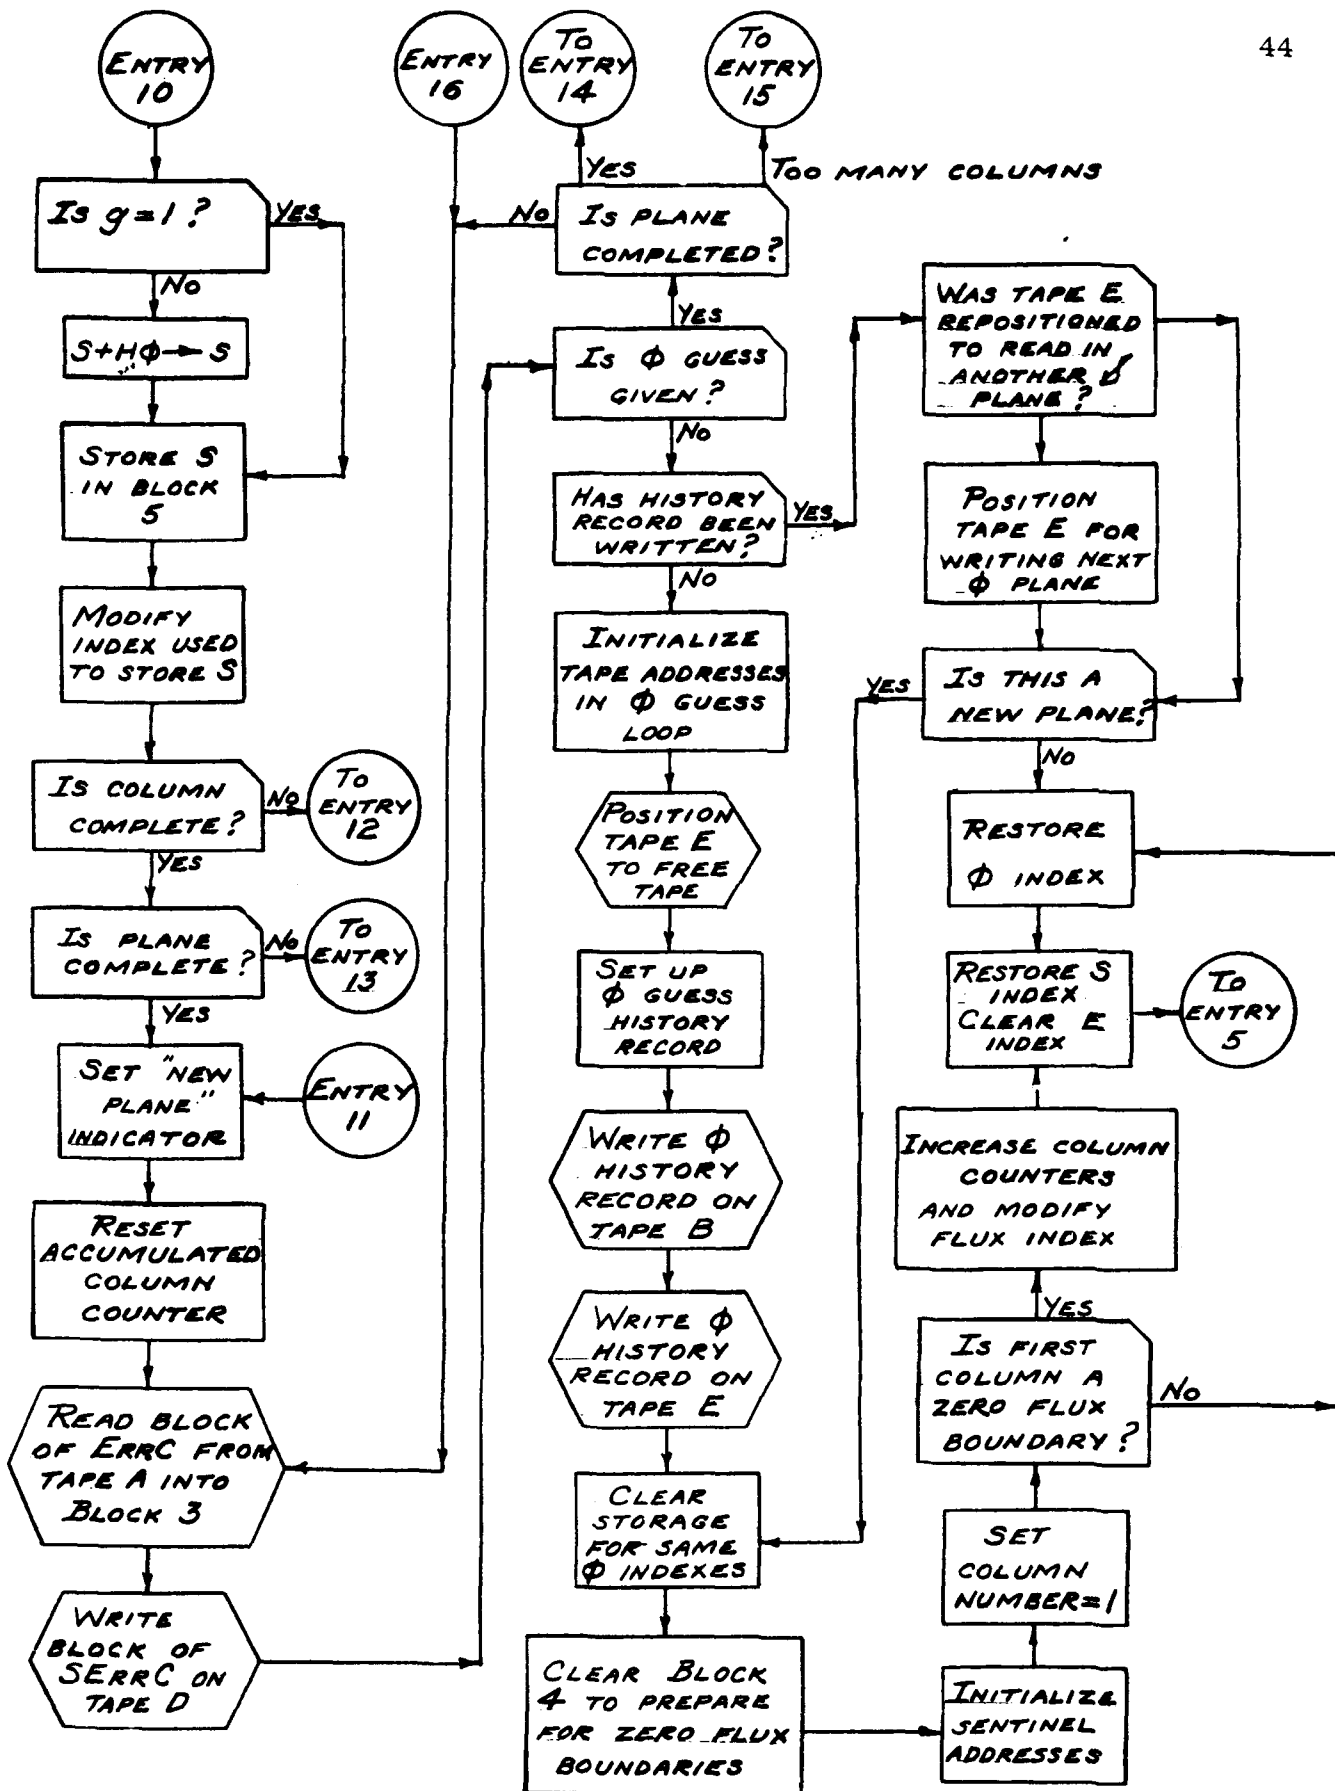 44
ENTRY
10
Is g=1?
YES
NO
S+HΦ→S
STORE S
IN BLOCK
5
MODIFY
INDEX USED
TO STORE S
IS COLUMN
COMPLETE?
NO
TO
ENTRY
12
YES
IS PLANE
COMPLETE?
NO
TO
ENTRY
13
YES
SET "NEW
PLANE"
INDICATOR
ENTRY
11
RESET
ACCUMULATED
COLUMN
COUNTER
READ BLOCK
OF ERRC FROM
TAPE A INTO
BLOCK 3
WRITE
BLOCK OF
SERRC ON
TAPE D
ENTRY
16
TO
ENTRY
14
TO
ENTRY
15
YES
TOO MANY COLUMNS
NO
IS PLANE
COMPLETED?
YES
IS Φ GUESS
GIVEN?
NO
HAS HISTORY
RECORD BEEN
WRITTEN?
YES
NO
INITIALIZE
TAPE ADDRESSES
IN Φ GUESS
LOOP
POSITION
TAPE E
TO FREE
TAPE
SET UP
Φ GUESS
HISTORY
RECORD
WRITE Φ
HISTORY
RECORD ON
TAPE B
WRITE Φ
HISTORY
RECORD ON
TAPE E
CLEAR
STORAGE
FOR SAME
Φ INDEXES
CLEAR BLOCK
4 TO PREPARE
FOR ZERO FLUX
BOUNDARIES
WAS TAPE E
REPOSITIONED
TO READ IN
ANOTHER
PLANE?
POSITION
TAPE E FOR
WRITING NEXT
Φ PLANE
YES
IS THIS A
NEW PLANE?
NO
RESTORE
Φ INDEX
RESTORE S
INDEX
CLEAR E
INDEX
TO
ENTRY
5
INCREASE COLUMN
COUNTERS
AND MODIFY
FLUX INDEX
YES
IS FIRST
COLUMN A
ZERO FLUX
BOUNDARY?
NO
SET
COLUMN
NUMBER=1
INITIALIZE
SENTINEL
ADDRESSES